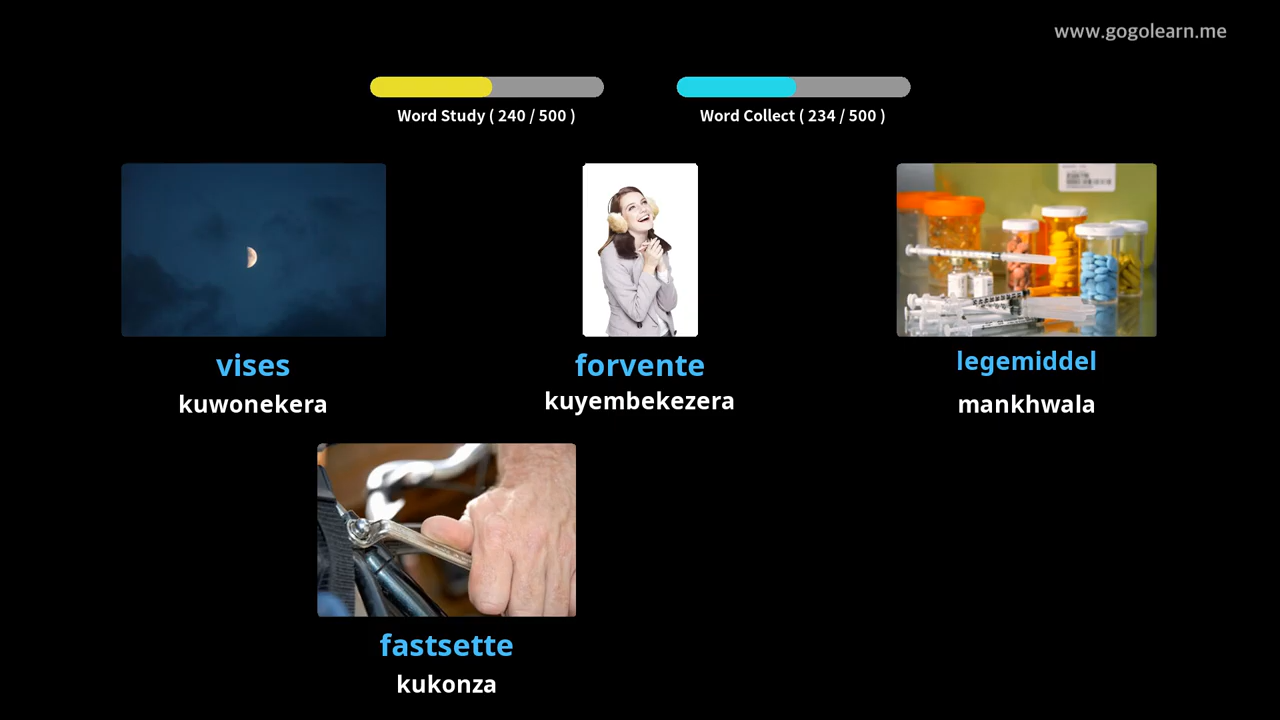 www.gogolearn.me
Word Study ( 240 / 500 )
Word Collect ( 234 / 500 )
vises
kuwonekera
forvente
kuyembekezera
legemiddel
mankhwala
fastsette
kukonza